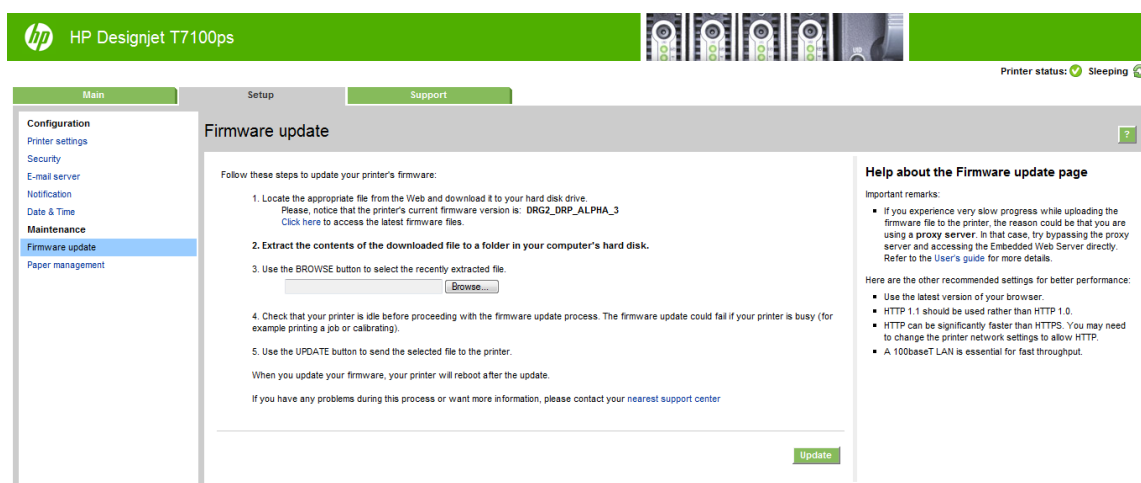 hp HP Designjet T7100ps
Printer status: Sleeping
Main Setup Support
Configuration
Printer settings
Security
E-mail server
Notification
Date & Time
Maintenance
Firmware update
Paper management
Firmware update
?
Follow these steps to update your printer's firmware:
1. Locate the appropriate file from the Web and download it to your hard disk drive.
Please, notice that the printer's current firmware version is: DRG2_DRP_ALPHA_3
Click here to access the latest firmware files.
2. Extract the contents of the downloaded file to a folder in your computer's hard disk.
3. Use the BROWSE button to select the recently extracted file.
Browse...
4. Check that your printer is idle before proceeding with the firmware update process. The firmware update could fail if your printer is busy (for
example printing a job or calibrating).
5. Use the UPDATE button to send the selected file to the printer.
When you update your firmware, your printer will reboot after the update.
If you have any problems during this process or want more information, please contact your nearest support center
Update
Help about the Firmware update page
Important remarks:
▪ If you experience very slow progress while uploading the
firmware file to the printer, the reason could be that you are
using a proxy server. In that case, try bypassing the proxy
server and accessing the Embedded Web Server directly.
Refer to the User's guide for more details.
Here are the other recommended settings for better performance:
▪ Use the latest version of your browser.
▪ HTTP 1.1 should be used rather than HTTP 1.0.
▪ HTTP can be significantly faster than HTTPS. You may need
to change the printer network settings to allow HTTP.
▪ A 100baseT LAN is essential for fast throughput.